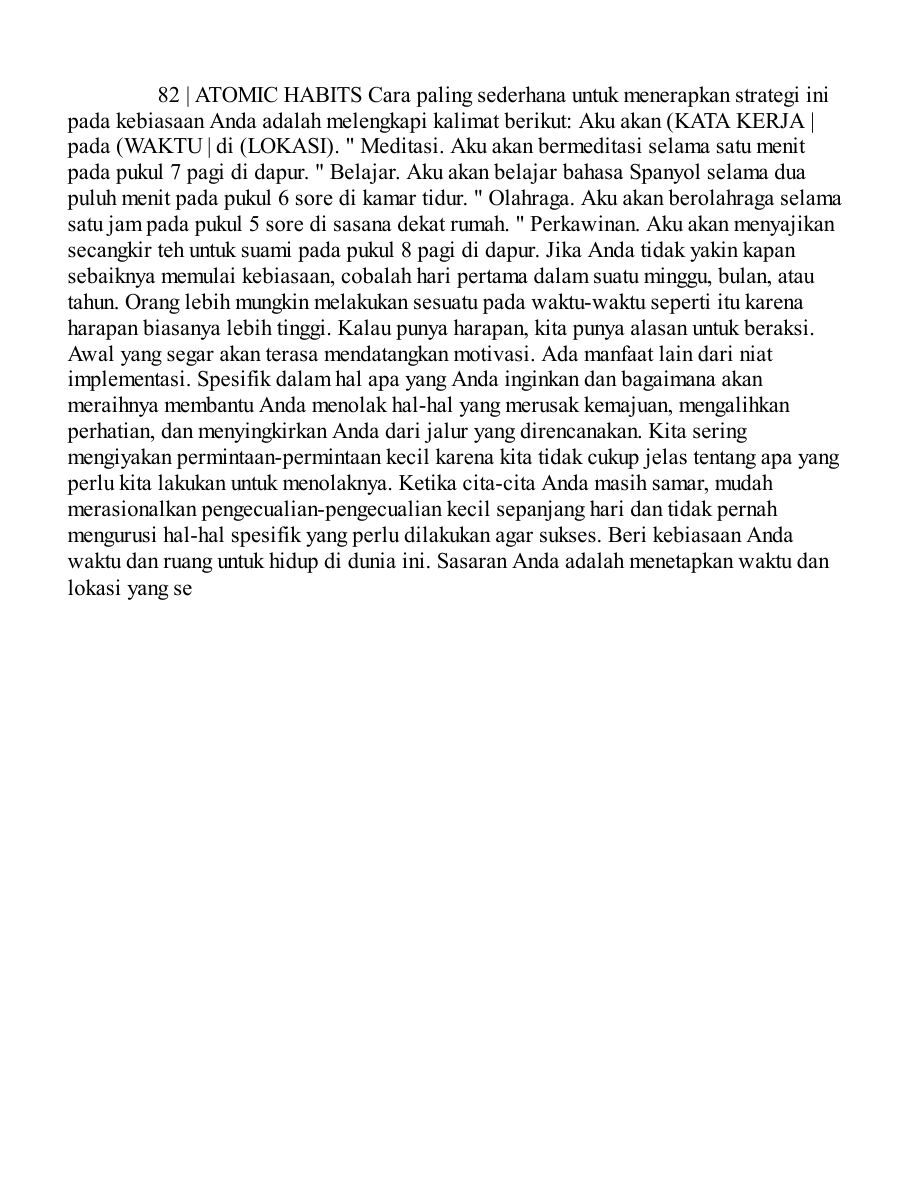 82 | ATOMIC HABITS Cara paling sederhana untuk menerapkan strategi ini
pada kebiasaan Anda adalah melengkapi kalimat berikut: Aku akan (KATA KERJA |
pada (WAKTU | di (LOKASI). " Meditasi. Aku akan bermeditasi selama satu menit
pada pukul 7 pagi di dapur. " Belajar. Aku akan belajar bahasa Spanyol selama dua
puluh menit pada pukul 6 sore di kamar tidur. " Olahraga. Aku akan berolahraga selama
satu jam pada pukul 5 sore di sasana dekat rumah. " Perkawinan. Aku akan menyajikan
secangkir teh untuk suami pada pukul 8 pagi di dapur. Jika Anda tidak yakin kapan
sebaiknya memulai kebiasaan, cobalah hari pertama dalam suatu minggu, bulan, atau
tahun. Orang lebih mungkin melakukan sesuatu pada waktu-waktu seperti itu karena
harapan biasanya lebih tinggi. Kalau punya harapan, kita punya alasan untuk beraksi.
Awal yang segar akan terasa mendatangkan motivasi. Ada manfaat lain dari niat
implementasi. Spesifik dalam hal apa yang Anda inginkan dan bagaimana akan
meraihnya membantu Anda menolak hal-hal yang merusak kemajuan, mengalihkan
perhatian, dan menyingkirkan Anda dari jalur yang direncanakan. Kita sering
mengiyakan permintaan-permintaan kecil karena kita tidak cukup jelas tentang apa yang
perlu kita lakukan untuk menolaknya. Ketika cita-cita Anda masih samar, mudah
merasionalkan pengecualian-pengecualian kecil sepanjang hari dan tidak pernah
mengurusi hal-hal spesifik yang perlu dilakukan agar sukses. Beri kebiasaan Anda
waktu dan ruang untuk hidup di dunia ini. Sasaran Anda adalah menetapkan waktu dan
lokasi yang se